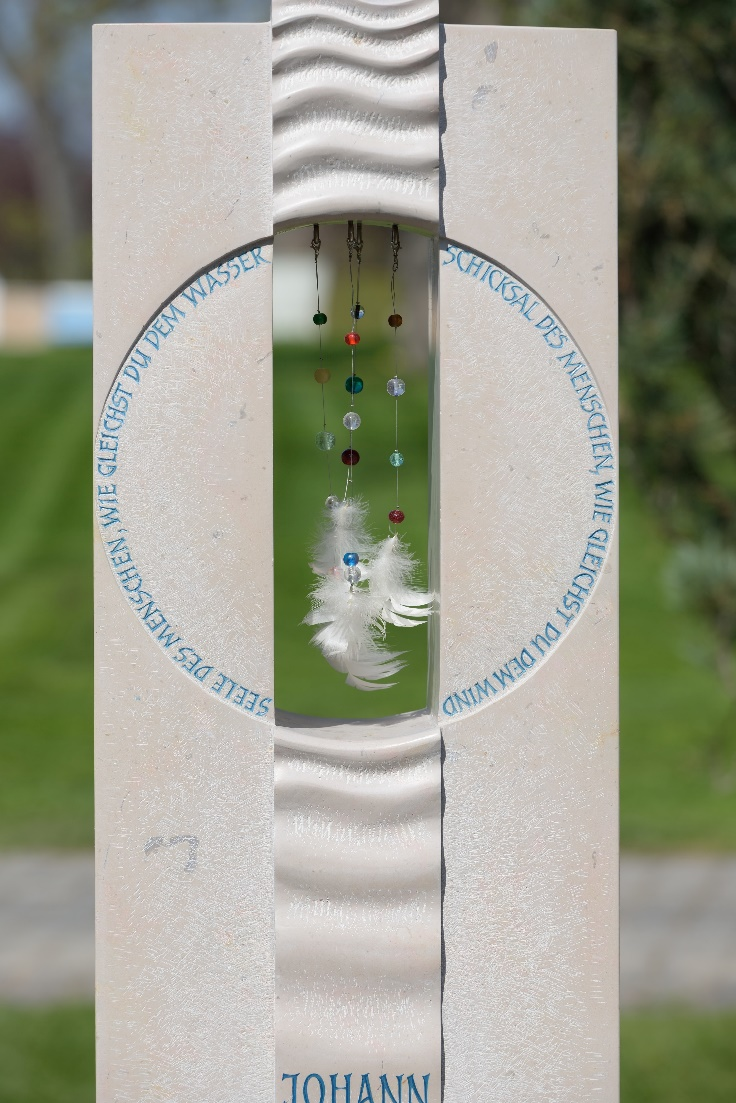 SEELE DES MENSCHEN, WIE GLEICHST DU DEM WASSER
SCHICKSAL DES MENSCHEN, WIE GLEICHST DU DEM WIND
JOHANN